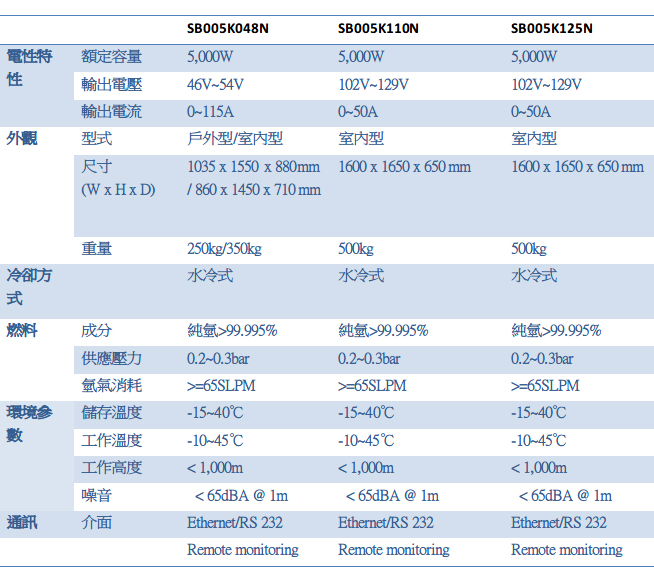 SB005K048N SB005K110N SB005K125N
電性特性 額定容量 5,000W 5,000W 5,000W
輸出電壓 46V~54V 102V~129V 102V~129V
輸出電流 0~115A 0~50A 0~50A
外觀 型式 戶外型/室內型 室內型 室內型
尺寸 1035 x 1550 x 880mm 1600 x 1650 x 650 mm 1600 x 1650 x 650 mm
(W x H x D) / 860 x 1450 x 710 mm
重量 250kg/350kg 500kg 500kg
冷卻方式 水冷式 水冷式 水冷式
燃料 成分 純氫>99.995% 純氫>99.995% 純氫>99.995%
供應壓力 0.2~0.3bar 0.2~0.3bar 0.2~0.3bar
氫氣消耗 >=65SLPM >=65SLPM >=65SLPM
環境參數 儲存溫度 -15~40℃ -15~40℃ -15~40℃
工作溫度 -10~45℃ -10~45℃ -10~45℃
工作高度 < 1,000m < 1,000m < 1,000m
噪音 < 65dBA @ 1m < 65dBA @ 1m < 65dBA @ 1m
通訊 介面 Ethernet/RS 232 Ethernet/RS 232 Ethernet/RS 232
Remote monitoring Remote monitoring Remote monitoring